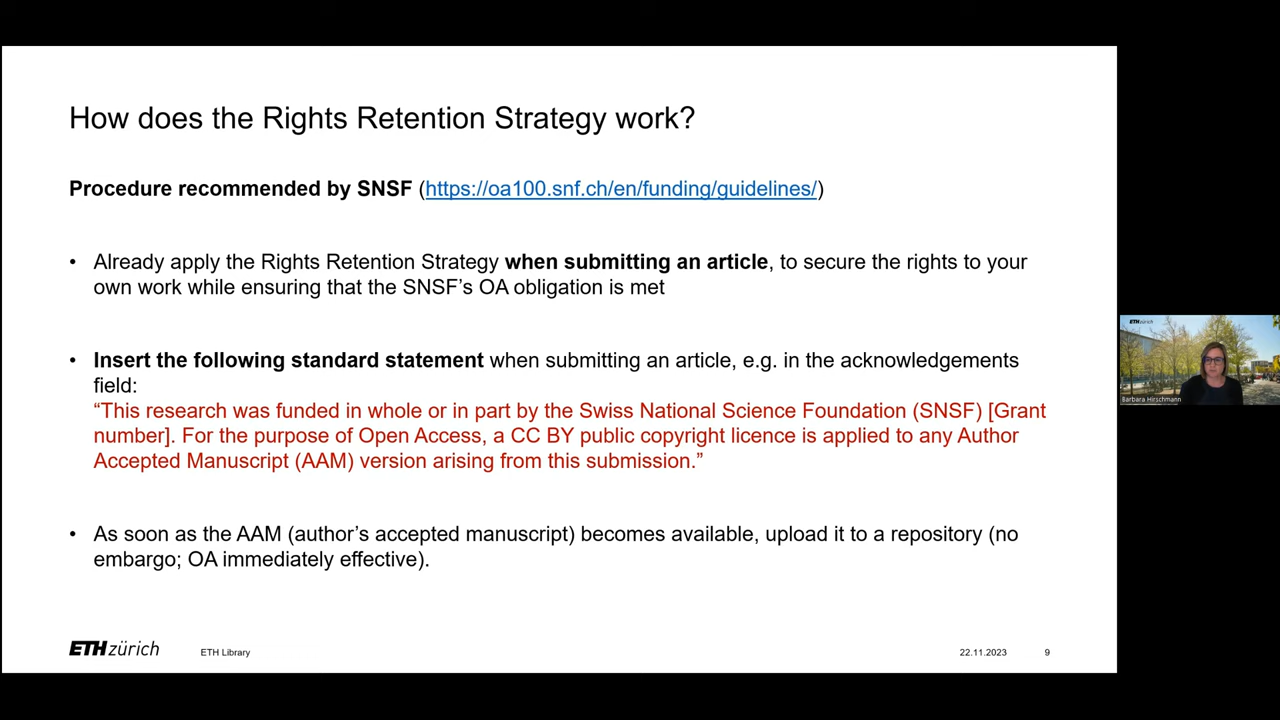 How does the Rights Retention Strategy work?
Procedure recommended by SNSF (https://oa100.snf.ch/en/funding/guidelines/)
• Already apply the Rights Retention Strategy when submitting an article, to secure the rights to your
own work while ensuring that the SNSF’s OA obligation is met
• Insert the following standard statement when submitting an article, e.g. in the acknowledgements
field:
“This research was funded in whole or in part by the Swiss National Science Foundation (SNSF) [Grant
number]. For the purpose of Open Access, a CC BY public copyright licence is applied to any Author
Accepted Manuscript (AAM) version arising from this submission.”
• As soon as the AAM (author’s accepted manuscript) becomes available, upload it to a repository (no
embargo; OA immediately effective).
ETH zürich
ETH Library
22.11.2023
9
ETH zürich
Barbara Hirschmann